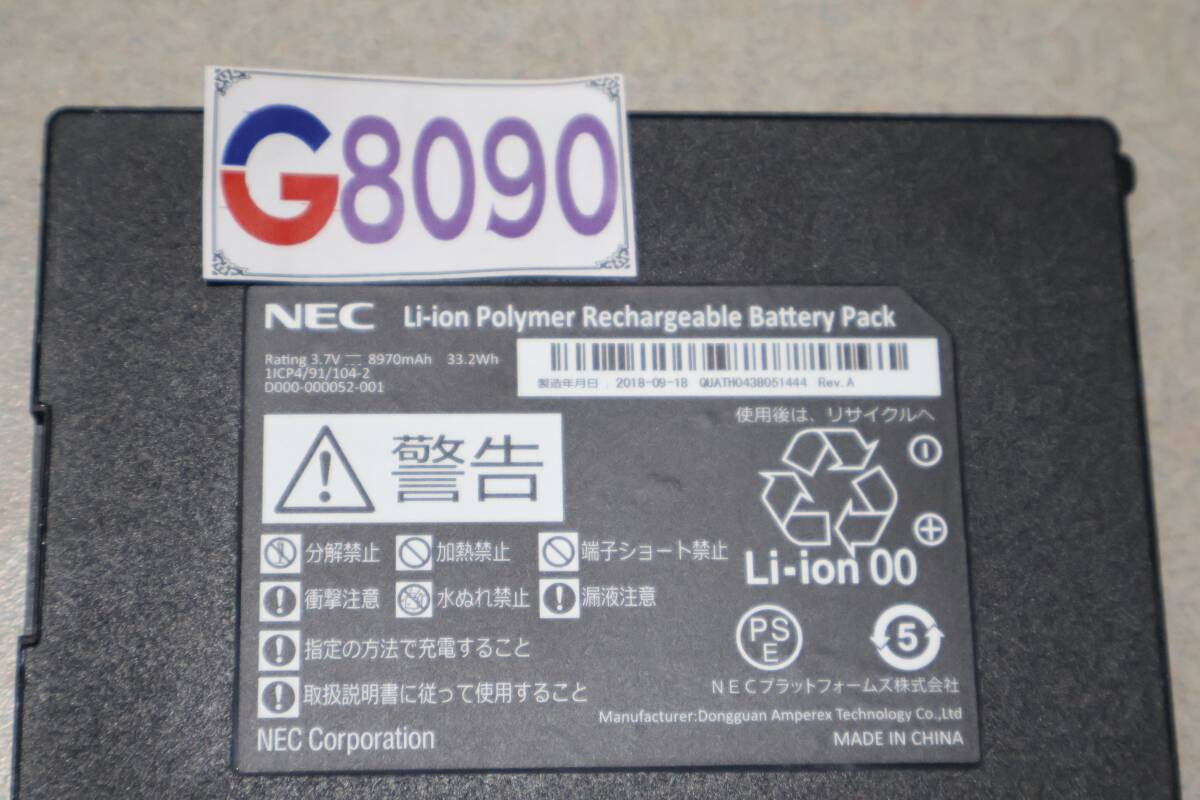 G8090
NEC Li-ion Polymer Rechargeable Battery Pack
Rating 3.7V ⎓ 8970mAh 33.2Wh
1ICP4/91/104-2
D000-000052-001
製造年月日 : 2018-09-18 QUATH0438051444 Rev.A
使用後は、リサイクルへ
警告
Li-ion 00
分解禁止 加熱禁止 端子ショート禁止
衝撃注意 水ぬれ禁止 漏液注意
指定の方法で充電すること
取扱説明書に従って使用すること
PS
E
5
NECプラットフォームズ株式会社
Manufacturer:Dongguan Amperex Technology Co.,Ltd
NEC Corporation
MADE IN CHINA